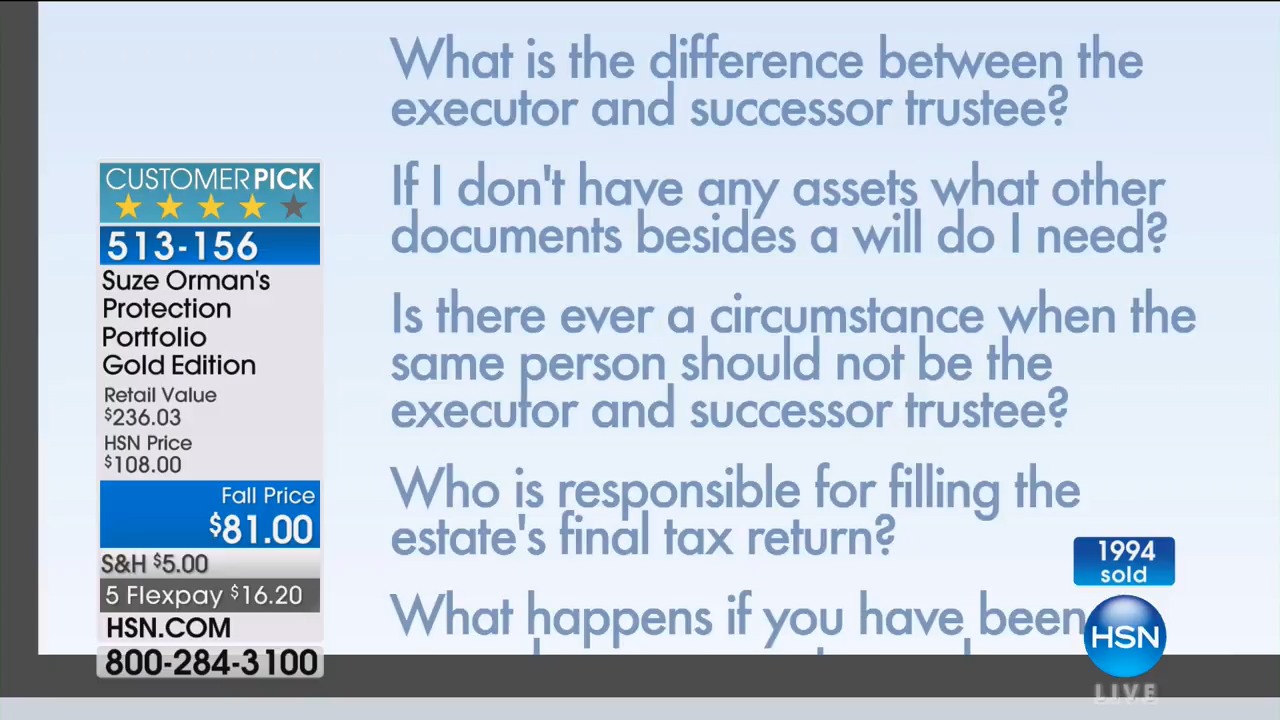 What is the difference between the
executor and successor trustee?
If I don't have any assets what other
documents besides a will do I need?
Is there ever a circumstance when the
same person should not be the
executor and successor trustee?
Who is responsible for filling the
estate's final tax return?
What happens if you have been
CUSTOMERPICK
513-156
Suze Orman's
Protection
Portfolio
Gold Edition
Retail Value
$236.03
HSN Price
$108.00
Fall Price
$81.00
S&H $5.00
5 Flexpay $16.20
HSN.COM
800-284-3100
1994
sold
HSN
LIVE